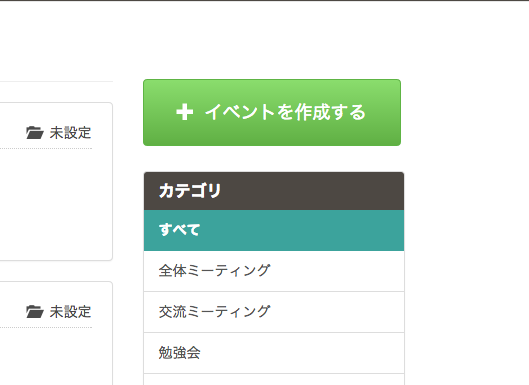 イベントを作成する
未設定
カテゴリ
すべて
全体ミーティング
交流ミーティング
未設定
勉強会